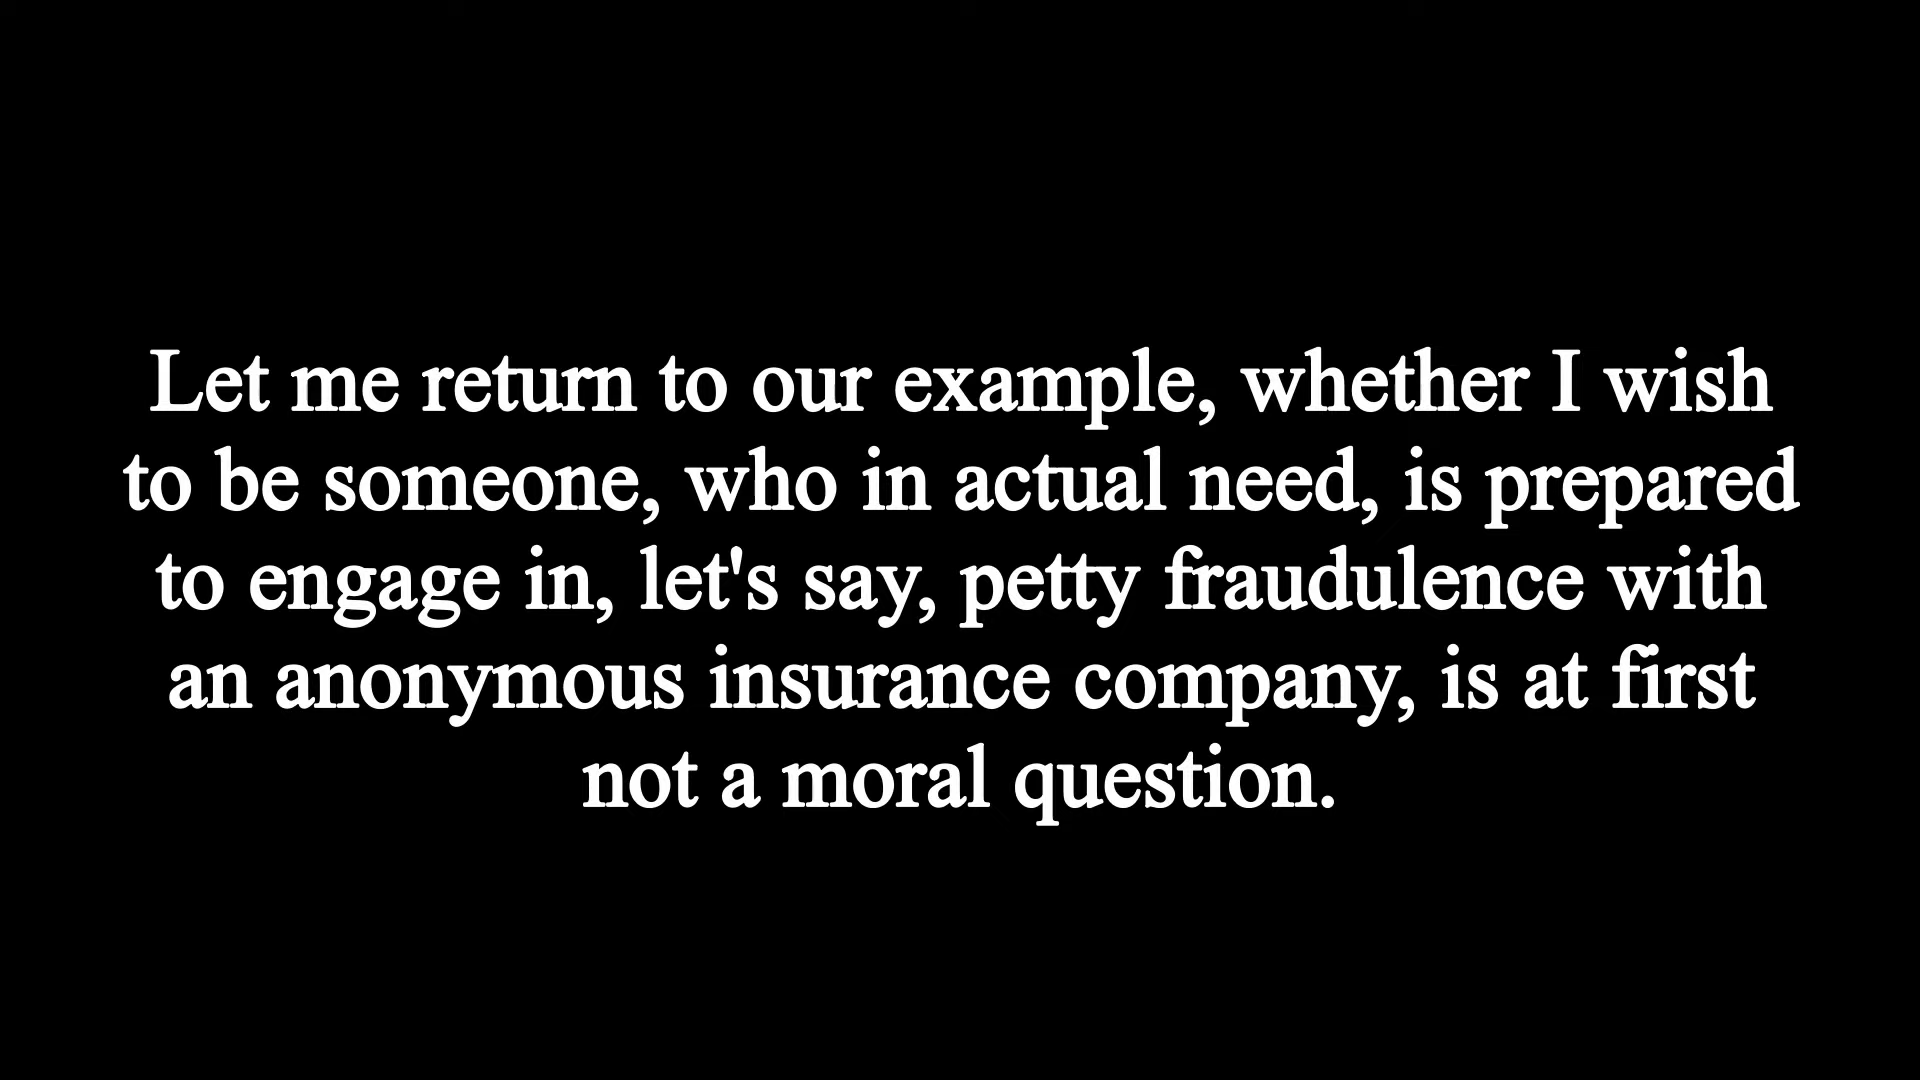 Let me return to our example, whether I wish
to be someone, who in actual need, is prepared
to engage in, let's say, petty fraudulence with
an anonymous insurance company, is at first
not a moral question.